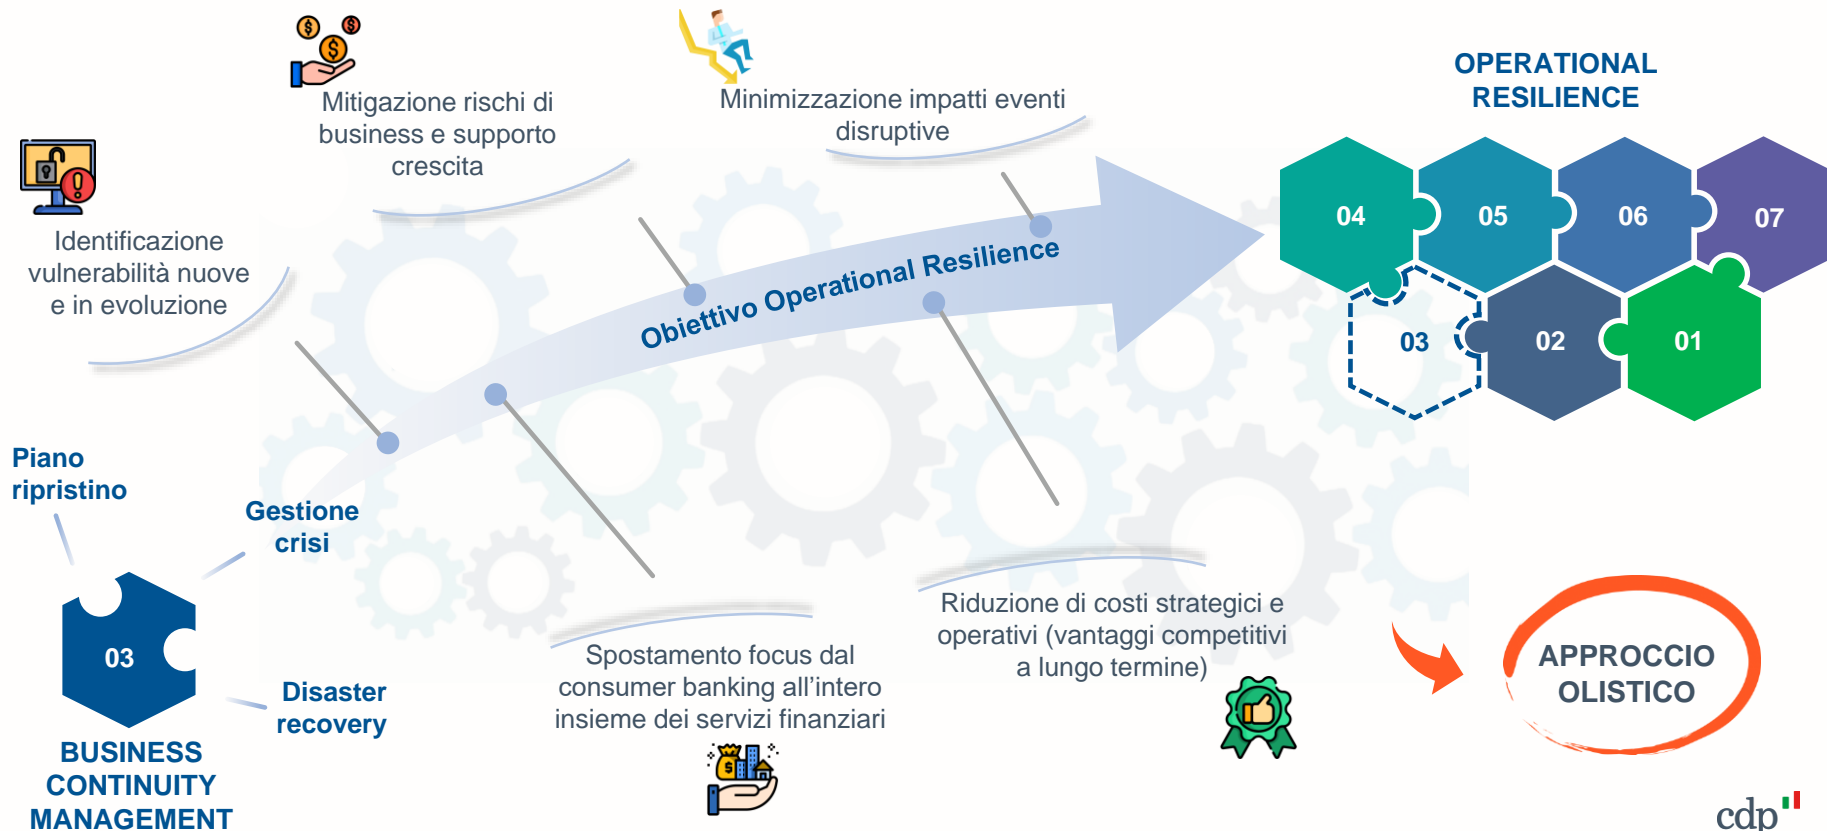 Mitigazione rischi di
business e supporto
crescita
Minimizzazione impatti eventi
disruptive
OPERATIONAL
RESILIENCE
Identificazione
vulnerabilità nuove
e in evoluzione
Obiettivo Operational Resilience
04
05
06
07
03
02
01
Piano
ripristino
Gestione
crisi
03
Disaster
recovery
BUSINESS
CONTINUITY
MANAGEMENT
Spostamento focus dal
consumer banking all’intero
insieme dei servizi finanziari
Riduzione di costi strategici e
operativi (vantaggi competitivi
a lungo termine)
APPROCCIO
OLISTICO
cdp